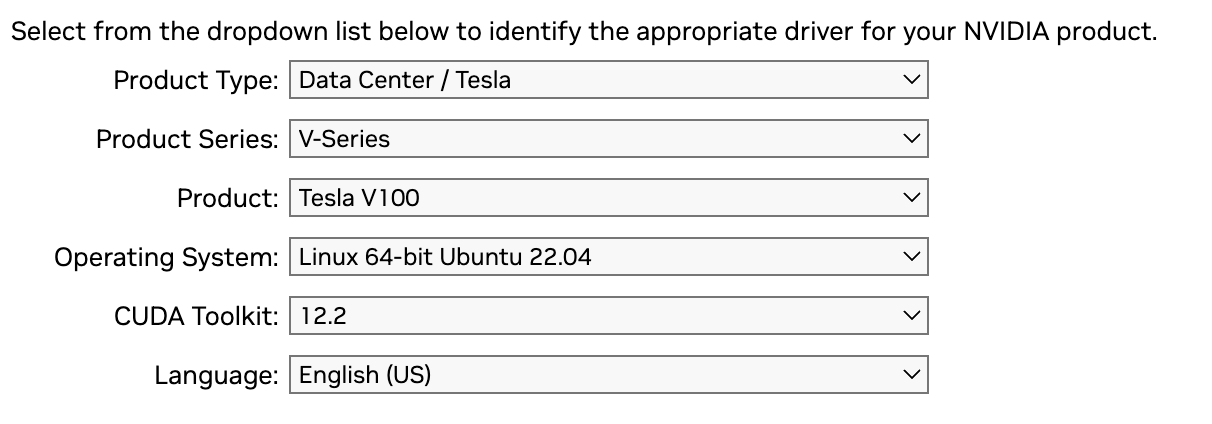 Select from the dropdown list below to identify the appropriate driver for your NVIDIA product.
Product Type: Data Center / Tesla
Product Series: V-Series
Product: Tesla V100
Operating System: Linux 64-bit Ubuntu 22.04
CUDA Toolkit: 12.2
Language: English (US)